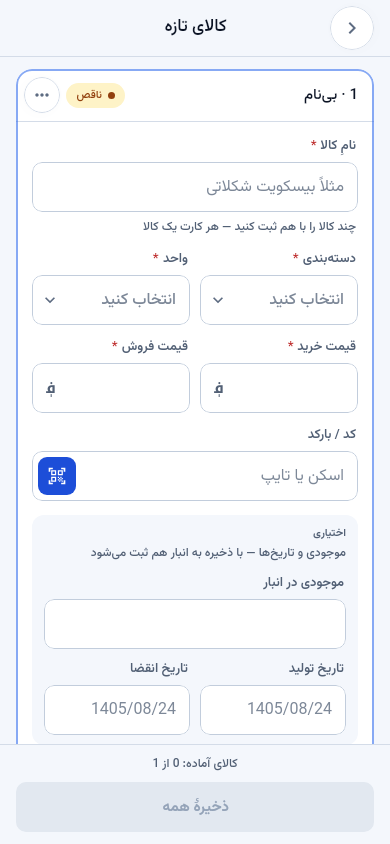 کالای تازه
1 · بی‌نام
ناقص
نامِ کالا *
مثلاً بیسکویت شکلاتی
چند کالا را با هم ثبت کنید — هر کارت یک کالا
دسته‌بندی *
واحد *
انتخاب کنید
انتخاب کنید
قیمت خرید *
قیمت فروش *
؋
؋
کد / بارکد
اسکن یا تایپ
اختیاری
موجودی و تاریخ‌ها — با ذخیره به انبار هم ثبت می‌شود
موجودی در انبار
تاریخ تولید
تاریخ انقضا
1405/08/24
1405/08/24
کالای آماده: 0 از 1
ذخیرهٔ همه